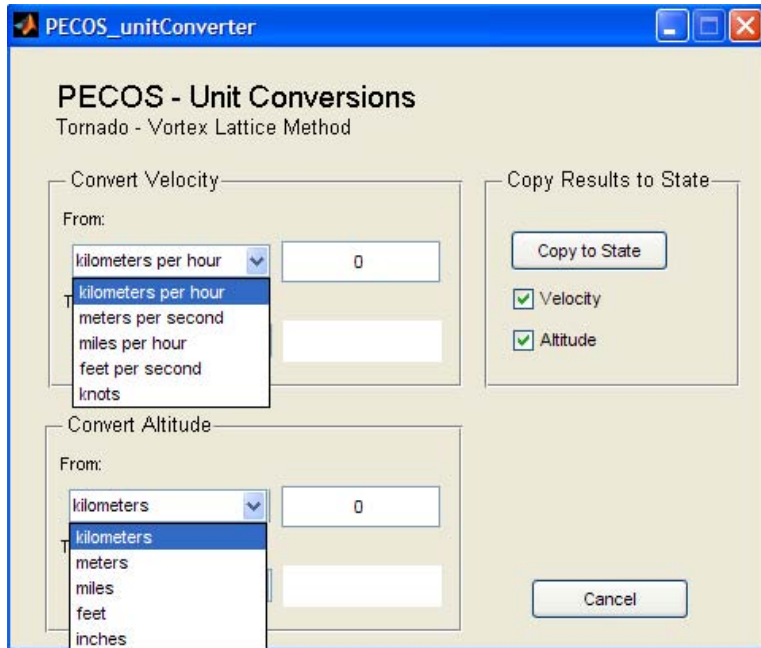 PECOS_unitConverter
PECOS - Unit Conversions
Tornado - Vortex Lattice Method
Convert Velocity
From:
kilometers per hour
0
kilometers per hour
meters per second
miles per hour
feet per second
knots
Copy Results to State
Copy to State
Velocity
Altitude
Convert Altitude
From:
kilometers
0
kilometers
meters
miles
feet
inches
Cancel